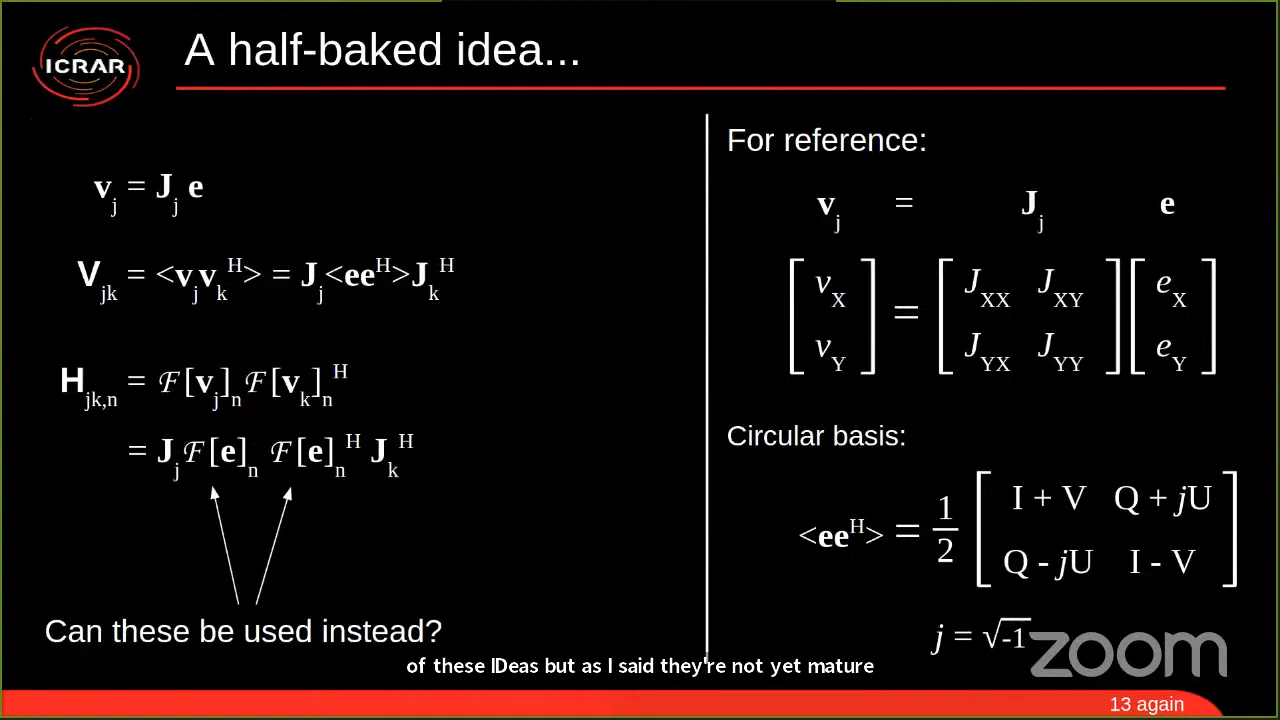 ICRAR
A half-baked idea...
v_j = J_j e
V_jk = <v_j v_k^H> = J_j<ee^H>J_k^H
H_jk,n = ℱ[v_j]_n ℱ[v_k]_n^H
= J_j ℱ[e]_n ℱ[e]_n^H J_k^H
Can these be used instead?
For reference:
v_j = J_j e
[v_X v_Y] = [J_XX J_XY J_YX J_YY] [e_X e_Y]
Circular basis:
<ee^H> = 1/2 [I + V Q + jU Q - jU I - V]
j = √-1
zoom
of these IDeas but as I said they're not yet mature
13 again